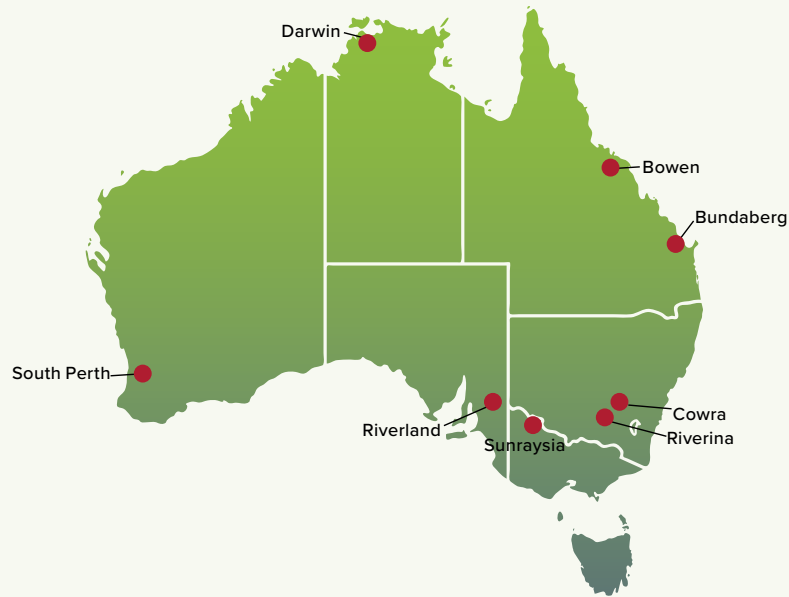 Darwin
Bowen
Bundaberg
South Perth
Cowra
Riverland
Riverina
Sunraysia